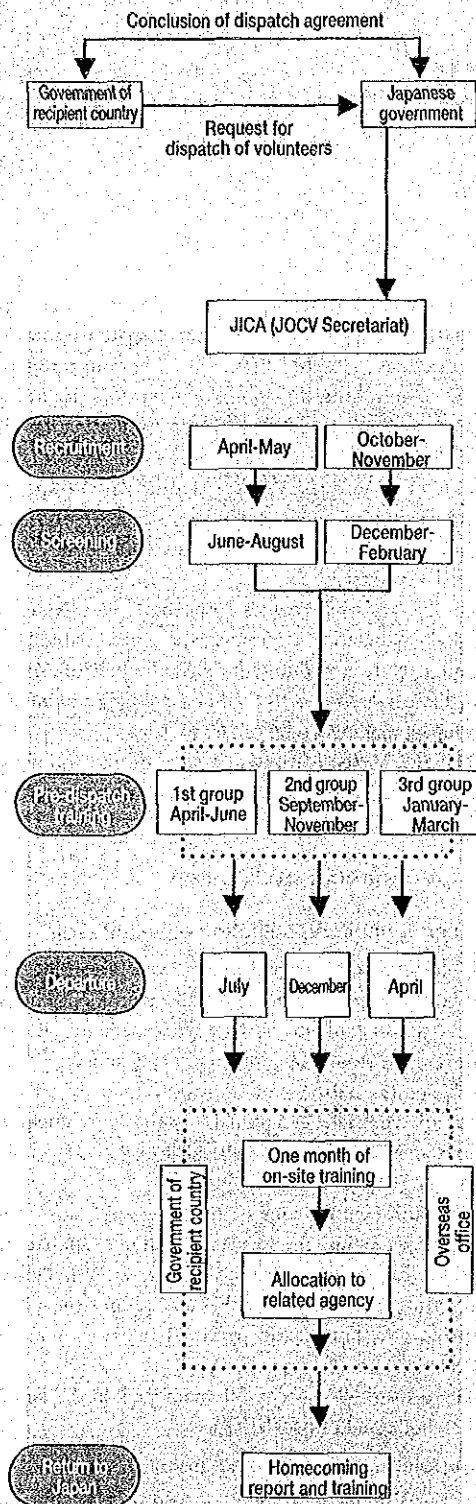 Conclusion of dispatch agreement
Government of
recipient country
Japanese
government
Request for
dispatch of volunteers
JICA (JOCV Secretariat)
Recruitment
April-May
October-
November
Screening
June-August
December-
February
Pre-dispatch
training
1st group
April-June
2nd group
September-
November
3rd group
January-
March
Departure
July
December
April
Government of
recipient country
One month of
on-site training
Overseas
office
Allocation to
related agency
Return to
Japan
Homecoming
report and training